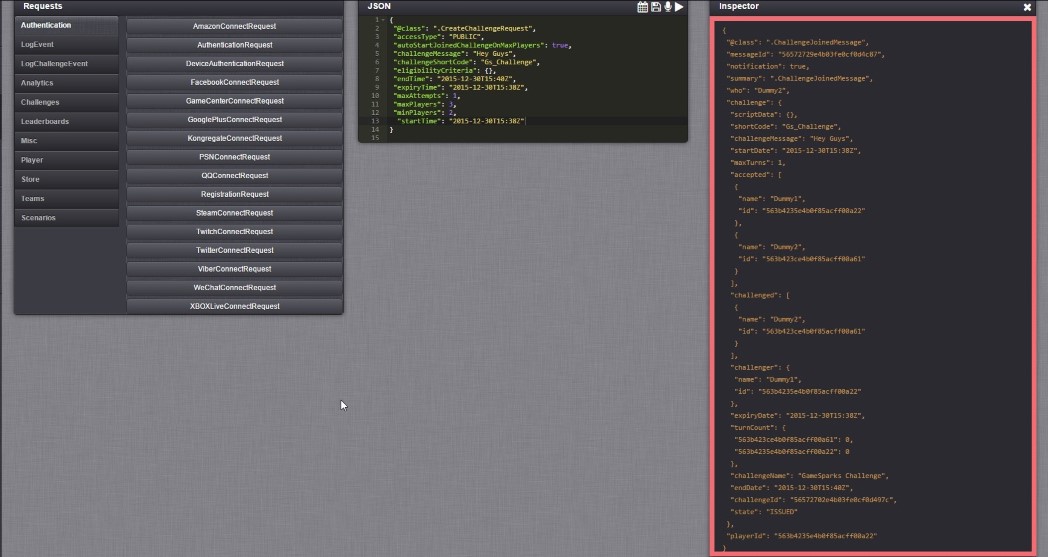 Requests
Authentication
LogEvent
LogChallengeEvent
Analytics
Challenges
Leaderboards
Misc
Player
Store
Teams
Scenarios
AmazonConnectRequest
AuthenticationRequest
DeviceAuthenticationRequest
FacebookConnectRequest
GameCenterConnectRequest
GooglePlusConnectRequest
KongregateConnectRequest
PSNConnectRequest
QQConnectRequest
RegistrationRequest
SteamConnectRequest
TwitchConnectRequest
TwitterConnectRequest
ViberConnectRequest
WeChatConnectRequest
XBOXLiveConnectRequest
JSON
1 {
2 "@class": ".CreateChallengeRequest",
3 "accessType": "PUBLIC",
4 "autoStartJoinedChallengeOnMaxPlayers": true,
5 "challengeMessage": "Hey Guys",
6 "challengeShortCode": "Gs_Challenge",
7 "eligibilityCriteria": {},
8 "endTime": "2015-12-30T15:40Z",
9 "expiryTime": "2015-12-30T15:38Z",
10 "maxAttempts": 1,
11 "maxPlayers": 3,
12 "minPlayers": 2,
13 "startTime": "2015-12-30T15:38Z"
14 }
15
Inspector
{
"@class": ".ChallengeJoinedMessage",
"messageId": "56572729e4b03fe0cf0d4c87",
"notification": true,
"summary": ".ChallengeJoinedMessage",
"who": "Dummy2",
"challenge": {
"scriptData": {},
"shortCode": "Gs_Challenge",
"challengeMessage": "Hey Guys",
"startDate": "2015-12-30T15:38Z",
"maxTurns": 1,
"accepted": [
{
"name": "Dummy1",
"id": "563b4235e4b0f85acff00a22"
},
{
"name": "Dummy2",
"id": "563b423ce4b0f85acff00a61"
}
],
"challenged": [
{
"name": "Dummy2",
"id": "563b423ce4b0f85acff00a61"
}
],
"challenger": {
"name": "Dummy1",
"id": "563b4235e4b0f85acff00a22"
},
"expiryDate": "2015-12-30T15:38Z",
"turnCount": {
"563b423ce4b0f85acff00a61": 0,
"563b4235e4b0f85acff00a22": 0
},
"challengeName": "GameSparks Challenge",
"endDate": "2015-12-30T15:40Z",
"challengeId": "56572702e4b03fe0cf0d497c",
"state": "ISSUED"
},
"playerId": "563b4235e4b0f85acff00a22"
}